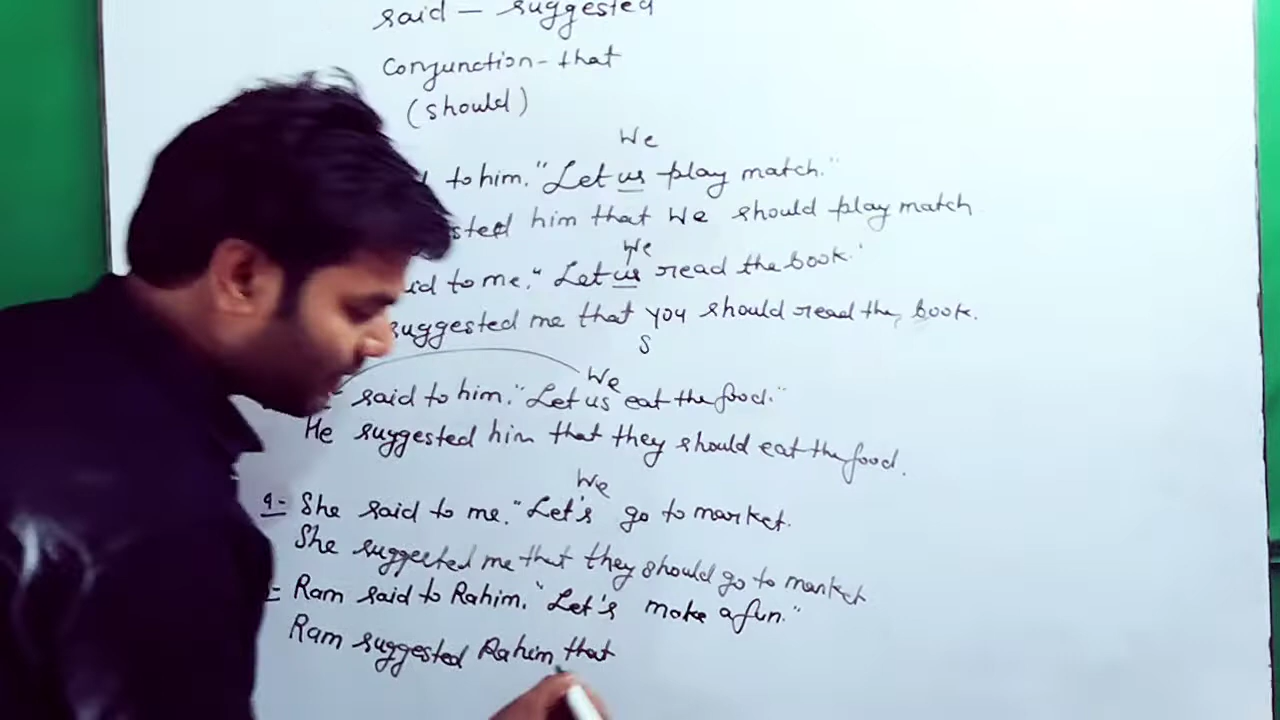 said – suggested
Conjunction - that
(should)
We
to him. "Let us play match."
him that We should play match
We
to me, "Let us read the book.'
suggested me that you should read the book.
S
We
said to him. "Let us eat the food."
He suggested him that they should eat the food.
We
9- She said to me. "Let's go to market.
She suggected me that they should go to market
= Ram said to Rahim. "Let's make a fun."
Ram suggested Rahim that